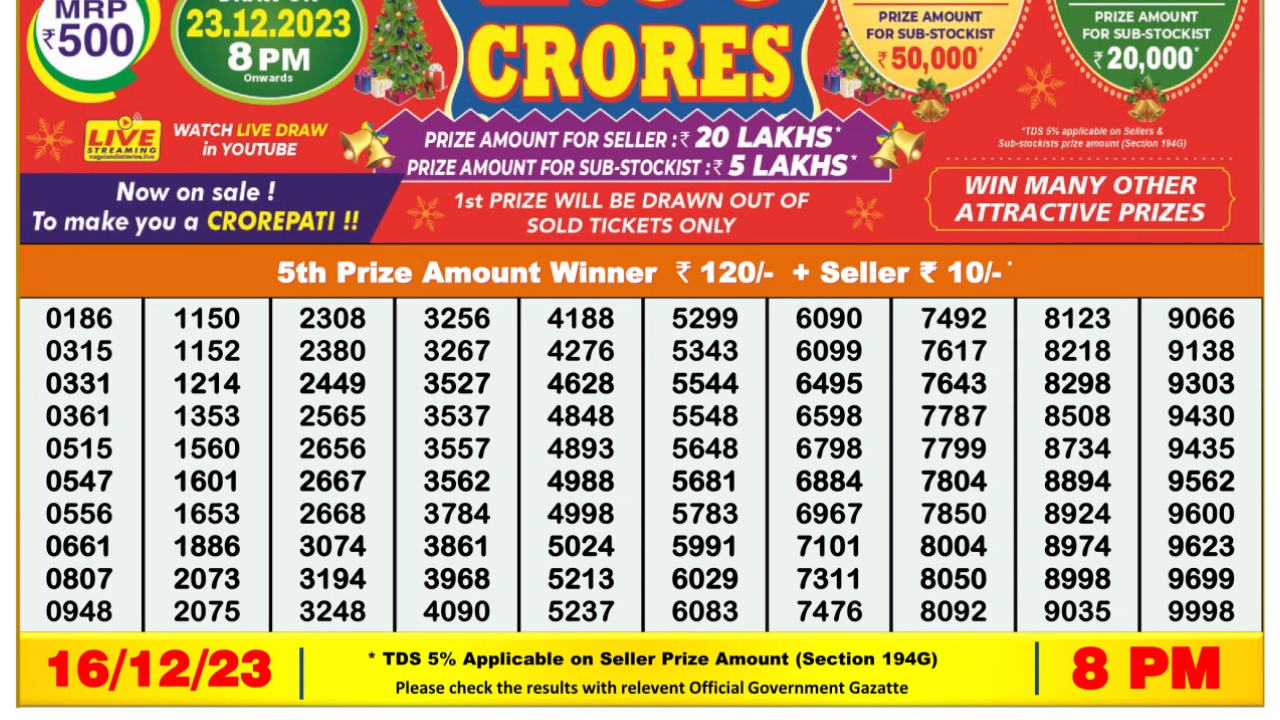 MRP
₹500
23.12.2023
8 PM
Onwards
CRORES
PRIZE AMOUNT
FOR SUB-STOCKIST
₹ 50,000*
PRIZE AMOUNT
FOR SUB-STOCKIST
₹ 20,000*
LIVE
STREAMING
nagalandlotteries.live
WATCH LIVE DRAW
in YOUTUBE
PRIZE AMOUNT FOR SELLER :₹ 20 LAKHS*
PRIZE AMOUNT FOR SUB-STOCKIST :₹ 5 LAKHS*
*TDS 5% applicable on Sellers &
Sub-stockists prize amount (Section 194G)
Now on sale !
To make you a CROREPATI !!
1st PRIZE WILL BE DRAWN OUT OF
SOLD TICKETS ONLY
WIN MANY OTHER
ATTRACTIVE PRIZES
5th Prize Amount Winner ₹ 120/- + Seller ₹ 10/-*
0186 1150 2308 3256 4188 5299 6090 7492 8123 9066
0315 1152 2380 3267 4276 5343 6099 7617 8218 9138
0331 1214 2449 3527 4628 5544 6495 7643 8298 9303
0361 1353 2565 3537 4848 5548 6598 7787 8508 9430
0515 1560 2656 3557 4893 5648 6798 7799 8734 9435
0547 1601 2667 3562 4988 5681 6884 7804 8894 9562
0556 1653 2668 3784 4998 5783 6967 7850 8924 9600
0661 1886 3074 3861 5024 5991 7101 8004 8974 9623
0807 2073 3194 3968 5213 6029 7311 8050 8998 9699
0948 2075 3248 4090 5237 6083 7476 8092 9035 9998
16/12/23
* TDS 5% Applicable on Seller Prize Amount (Section 194G)
Please check the results with relevent Official Government Gazatte
8 PM